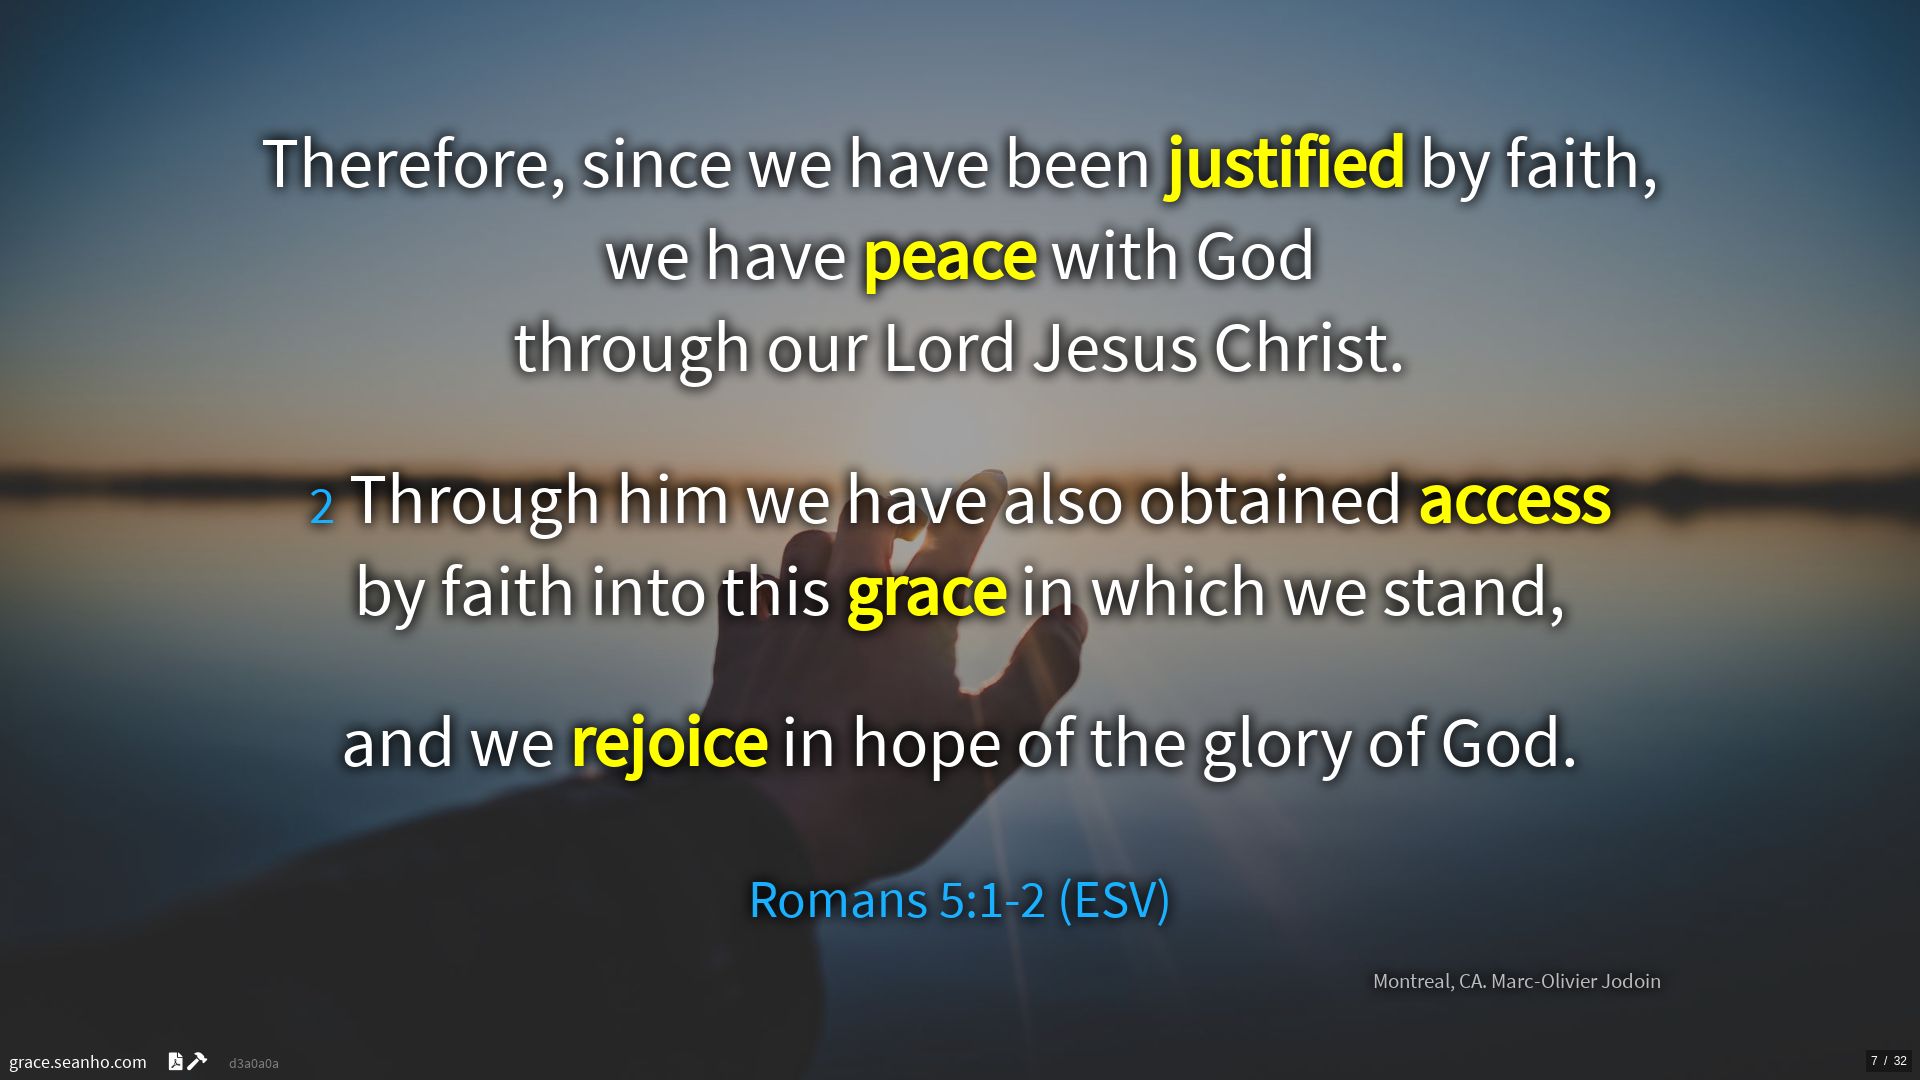 Therefore, since we have been justified by faith,
we have peace with God
through our Lord Jesus Christ.
2 Through him we have also obtained access
by faith into this grace in which we stand,
and we rejoice in hope of the glory of God.
Romans 5:1-2 (ESV)
Montreal, CA. Marc-Olivier Jodoin
grace.seanho.com d3a0a0a
7 / 32